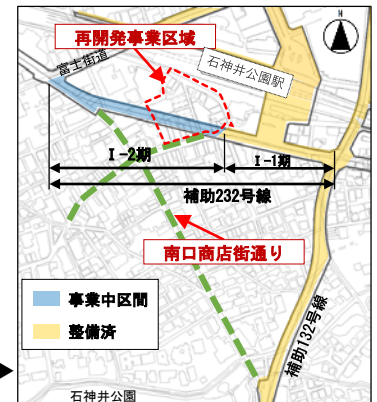 再開発事業区域
N
富士街道
石神井公園駅
Ⅰ-2期
Ⅰ-1期
補助232号線
南口商店街通り
事業中区間
整備済
補助132号線
石神井公園